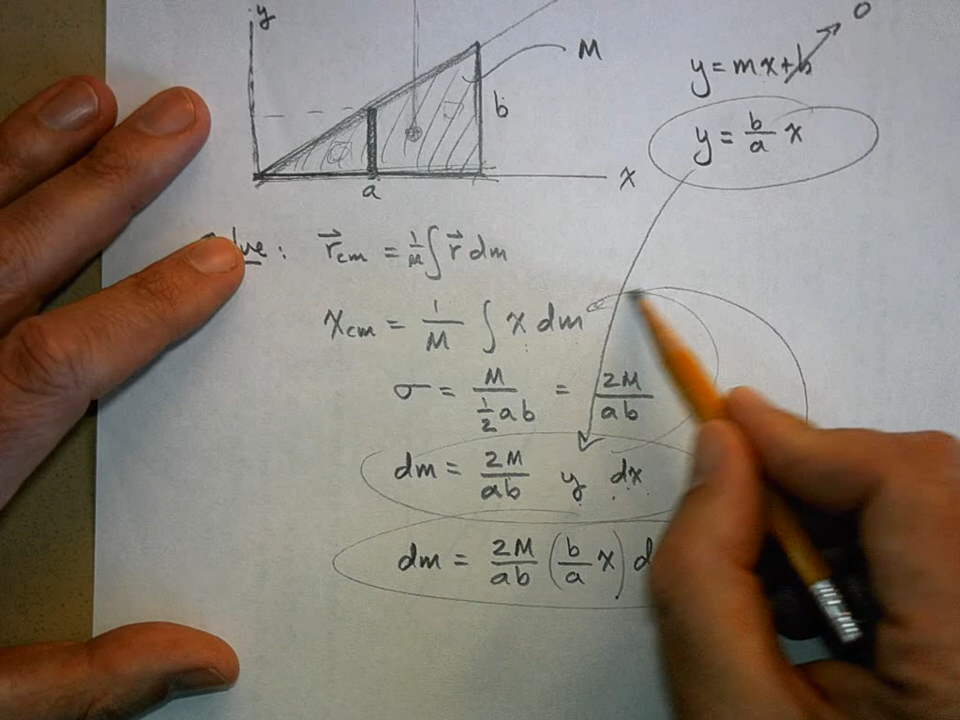 y
M
b
x
a
y = mx + b → 0
y = b/a x
Solve: r⃗cm = 1/M ∫ r⃗ dm
xcm = 1/M ∫ x dm
σ = M/(½ab) = 2M/ab
dm = 2M/ab y dx
dm = 2M/ab (b/a x) d